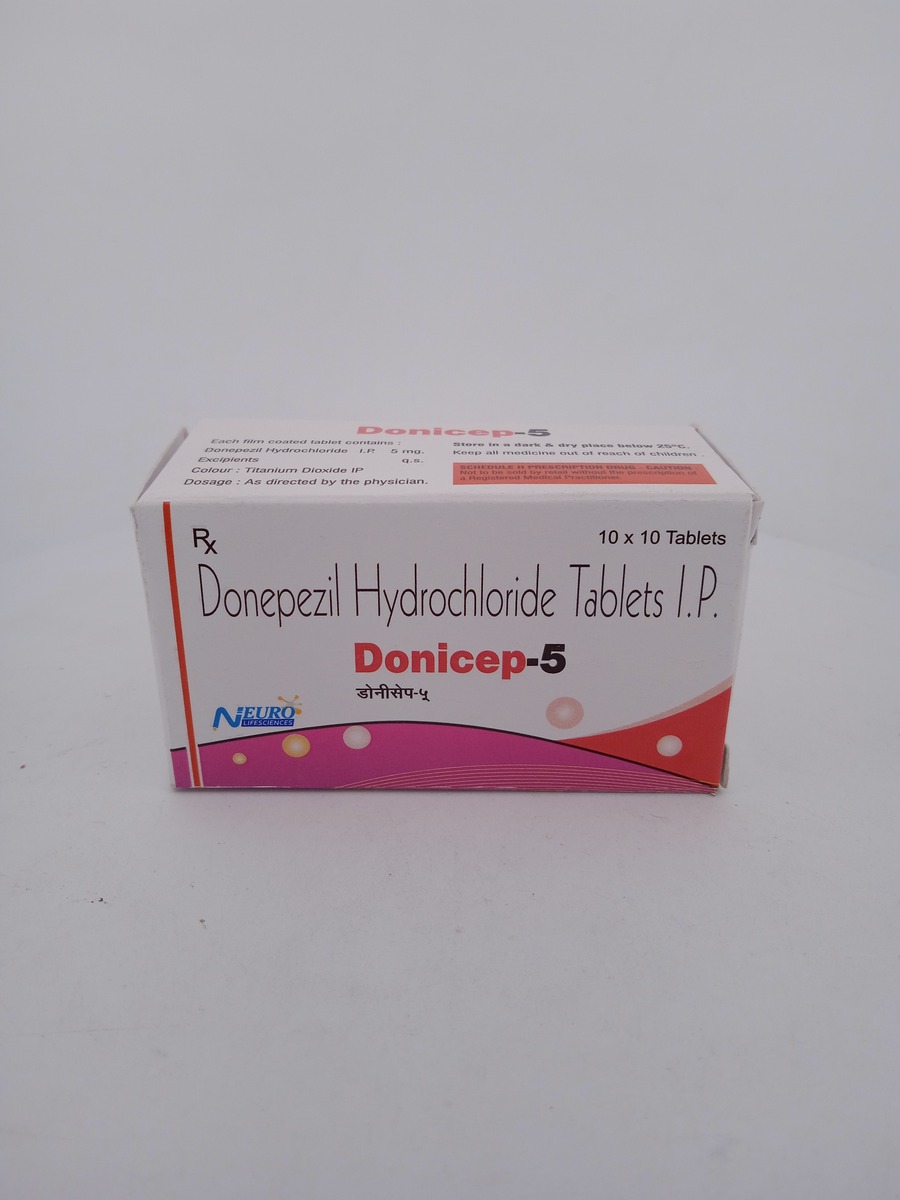 Donicep-5
Each film coated tablet contains :
Donepezil Hydrochloride I.P. 5 mg.
Excipients q.s.
Colour : Titanium Dioxide IP
Dosage : As directed by the physician.
Store in a dark & dry place below 25°C.
Keep all medicine out of reach of children .
SCHEDULE H PRESCRIPTION DRUG - CAUTION
Not to be sold by retail without the prescription of
a Registered Medical Practitioner.
Rx
10 x 10 Tablets
Donepezil Hydrochloride Tablets I.P.
Donicep-5
डोनीसेप-५
NEURO
LIFESCIENCES